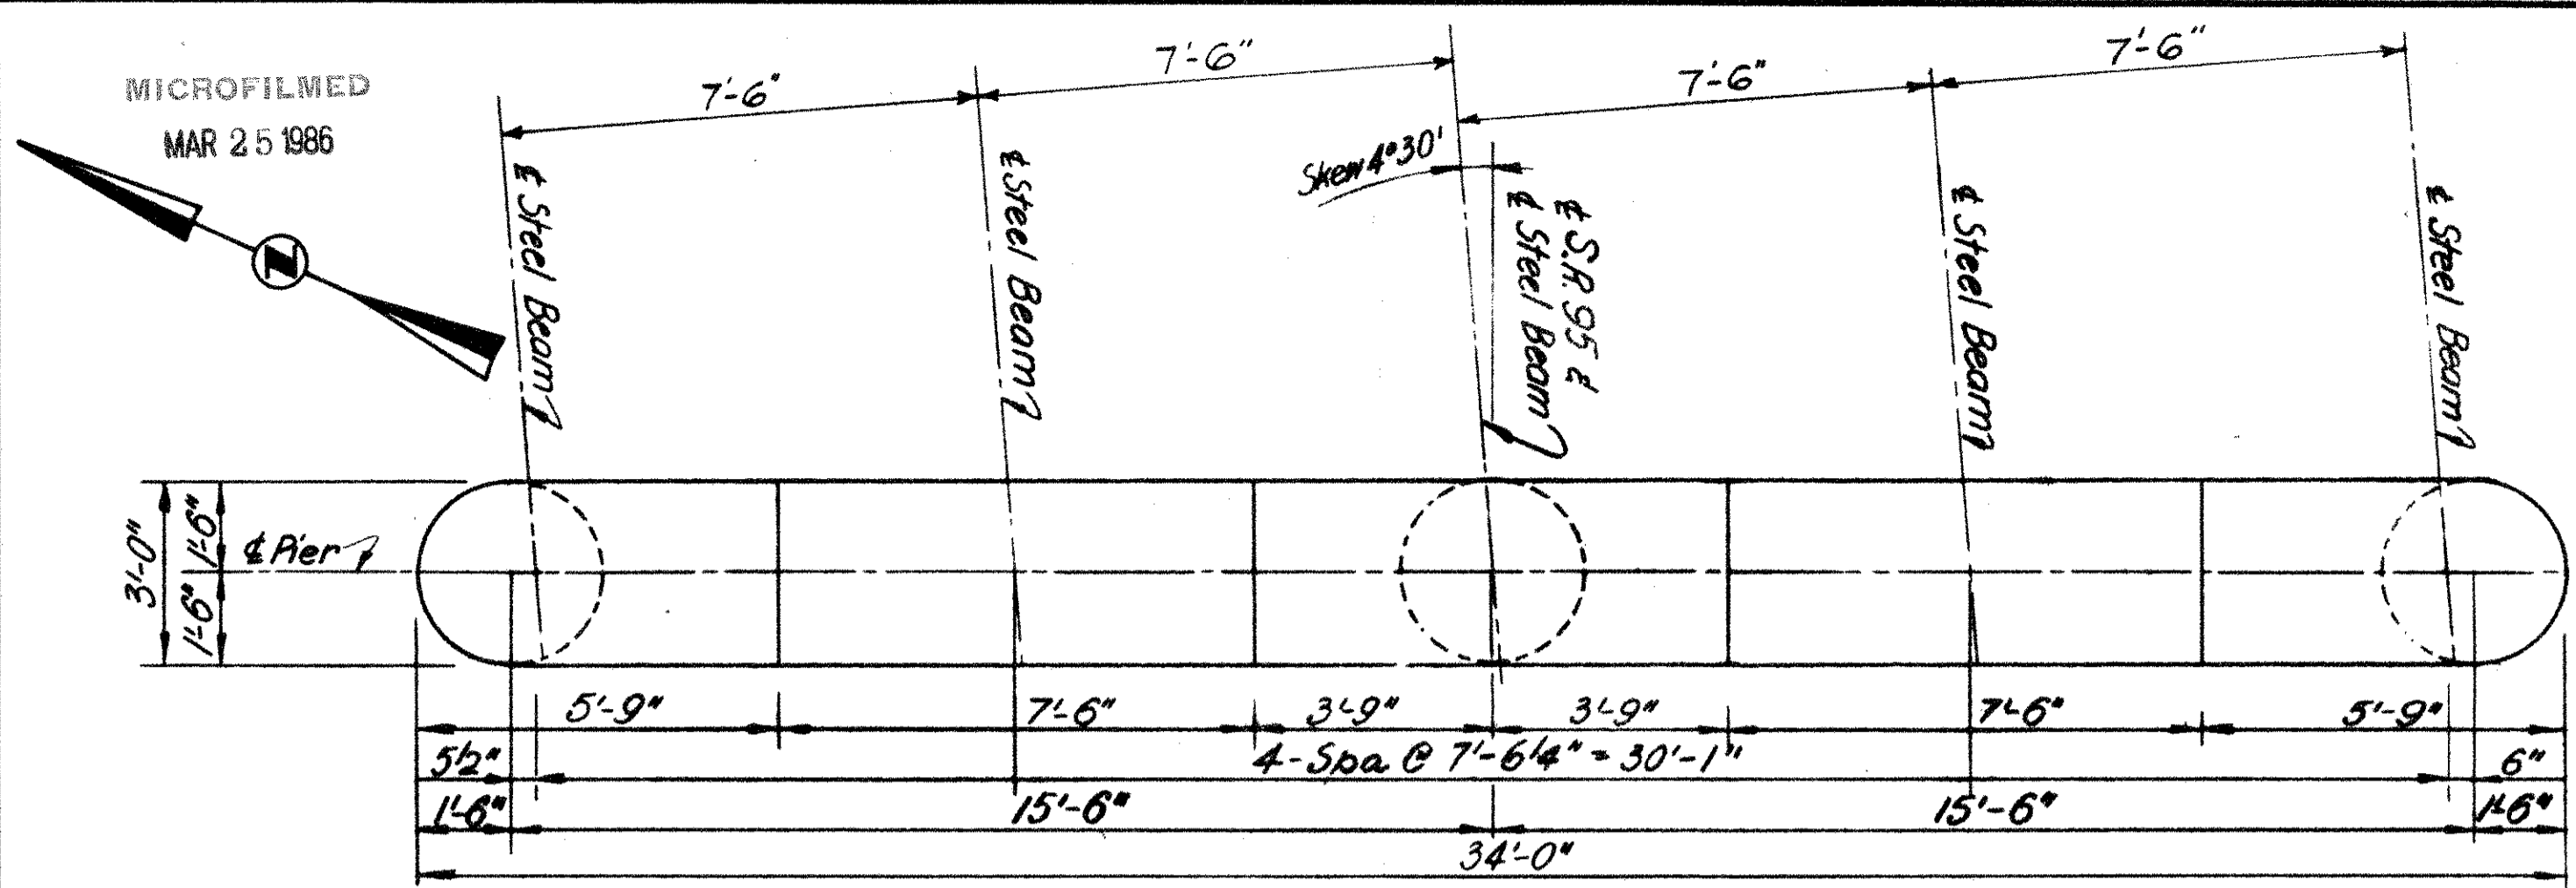 MICROFILMED
MAR 25 1986
7'-6"
7'-6"
7'-6"
7'-6"
Skew 4°30'
℄ Steel Beam
℄ Steel Beam
℄ S.R. 95 &
℄ Steel Beam
℄ Steel Beam
℄ Steel Beam
N
3'-0"
1'-6"
1'-6"
℄ Pier
5'-9"
7'-6"
3'-9"
3'-9"
7'-6"
5'-9"
5½"
4-Spa @ 7'-6¼" = 30'-1"
6"
1'-6"
15'-6"
15'-6"
1'-6"
34'-0"